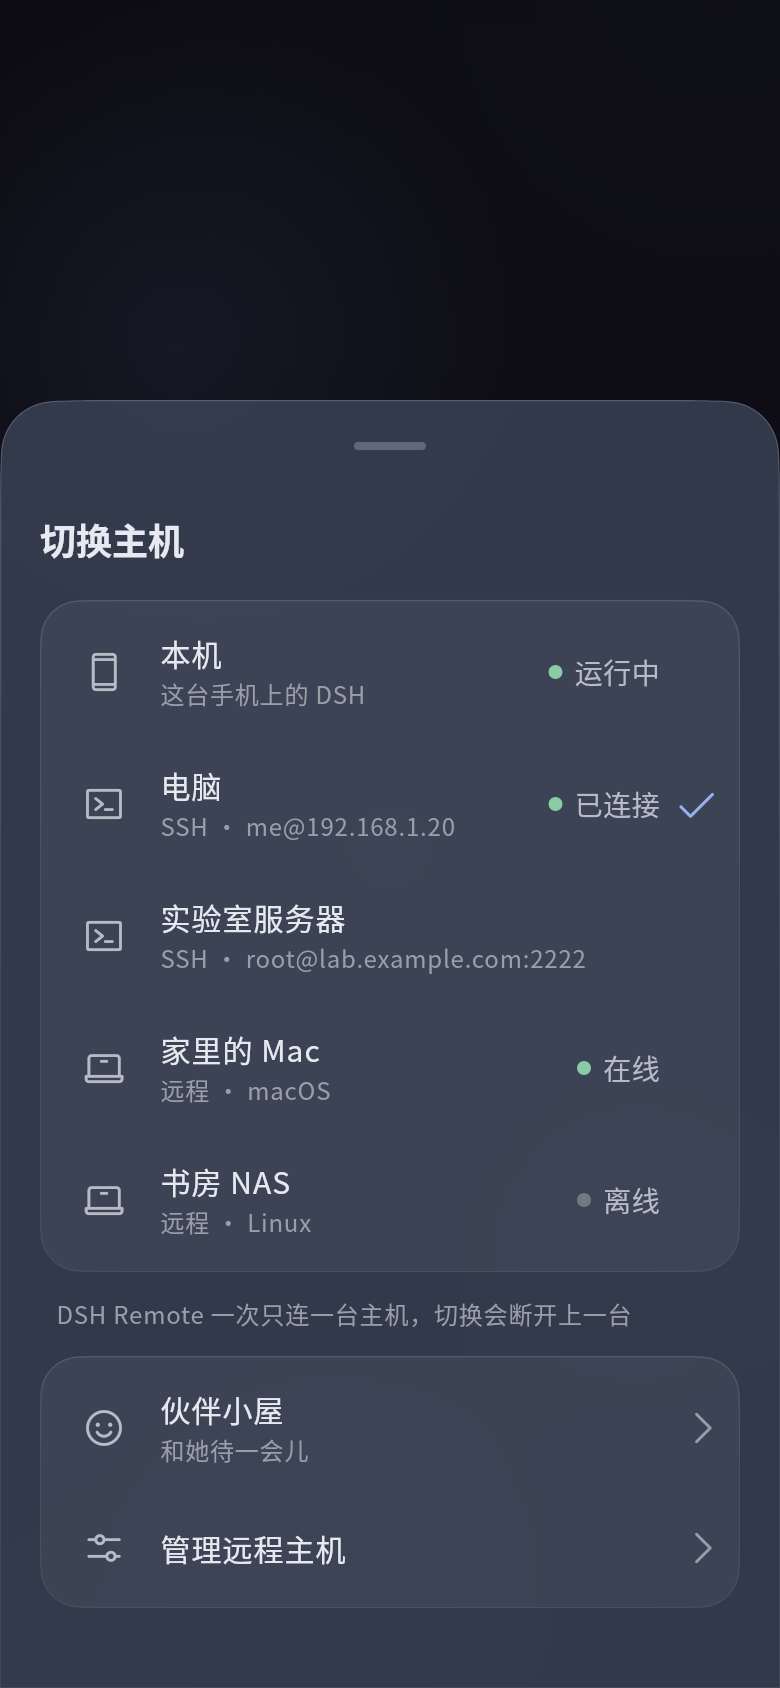 切换主机
本机
运行中
这台手机上的 DSH
电脑
已连接
SSH · me@192.168.1.20
实验室服务器
SSH · root@lab.example.com:2222
家里的 Mac
在线
远程 · macOS
书房 NAS
离线
远程 · Linux
DSH Remote 一次只连一台主机，切换会断开上一台
伙伴小屋
和她待一会儿
管理远程主机